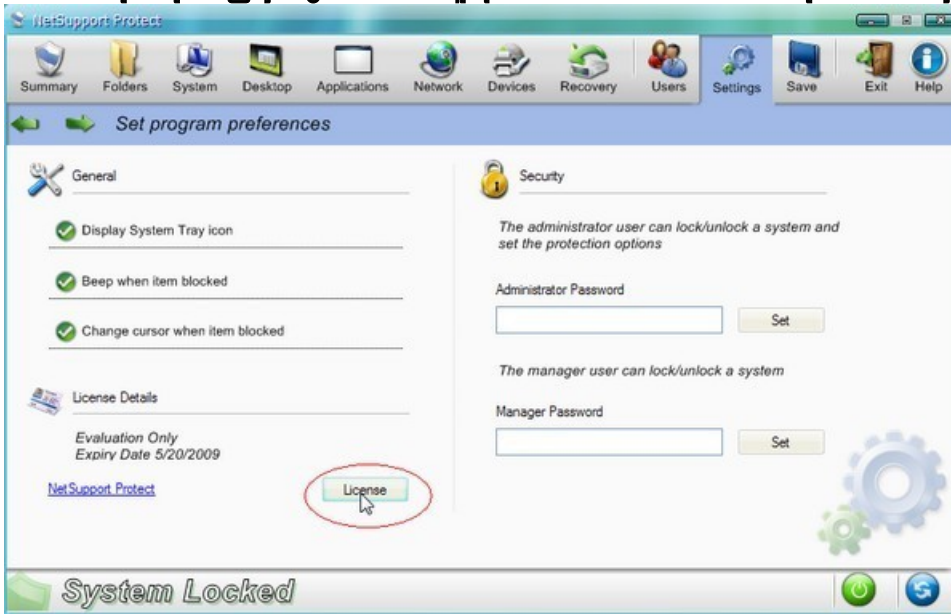 NetSupport Protect
Summary Folders System Desktop Applications Network Devices Recovery Users Settings Save Exit Help
Set program preferences
General
Display System Tray icon
Beep when item blocked
Change cursor when item blocked
License Details
Evaluation Only
Expiry Date 5/20/2009
NetSupport Protect
License
Security
The administrator user can lock/unlock a system and
set the protection options
Administrator Password
Set
The manager user can lock/unlock a system
Manager Password
Set
System Locked